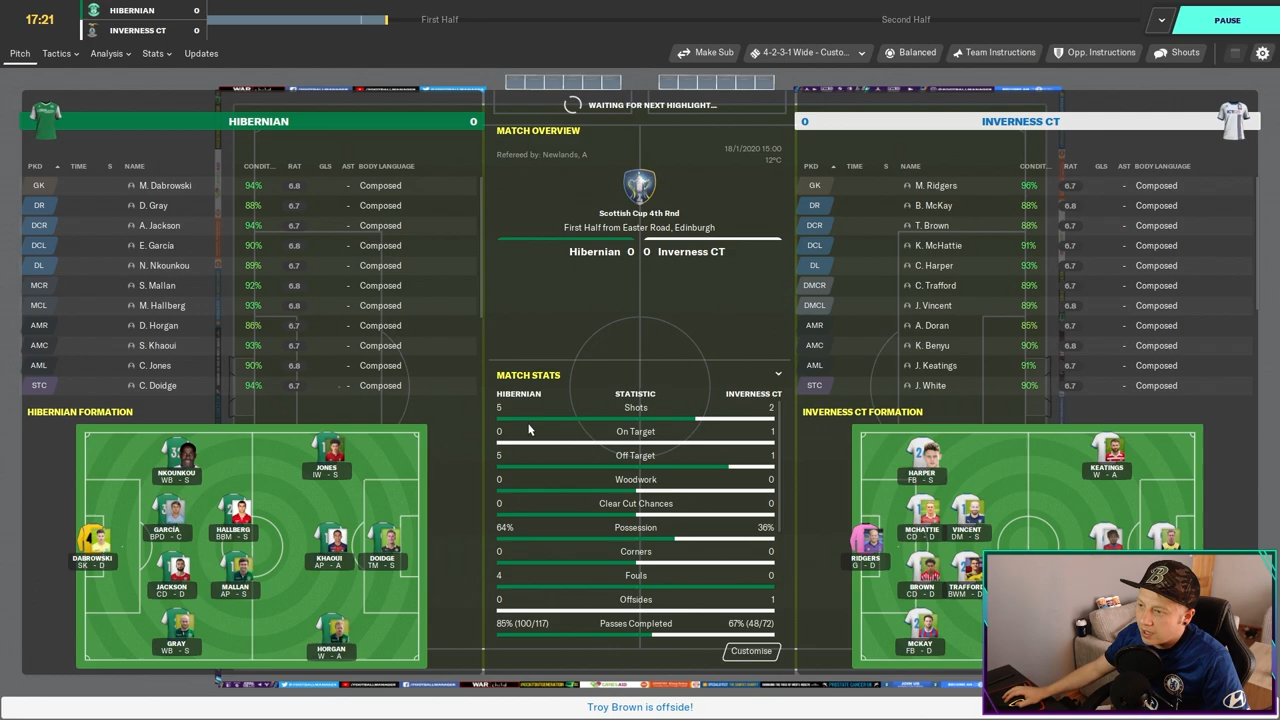 17:21
HIBERNIAN 0
INVERNESS CT 0
First Half
Second Half
PAUSE
Pitch Tactics Analysis Stats Updates
Make Sub 4-2-3-1 Wide - Custo... Balanced Team Instructions Opp. Instructions Shouts
WAITING FOR NEXT HIGHLIGHT...
HIBERNIAN 0
0 INVERNESS CT
MATCH OVERVIEW
Refereed by: Newlands, A
18/1/2020 15:00
12°C
Scottish Cup 4th Rnd
First Half from Easter Road, Edinburgh
Hibernian 0 0 Inverness CT
PKD TIME S NAME CONDIT... RAT GLS AST BODY LANGUAGE
GK M. Dabrowski 94% 6.8 - Composed
DR D. Gray 88% 6.7 - Composed
DCR A. Jackson 94% 6.7 - Composed
DCL E. García 90% 6.8 - Composed
DL N. Nkounkou 89% 6.7 - Composed
MCR S. Mallan 92% 6.8 - Composed
MCL M. Hallberg 93% 6.8 - Composed
AMR D. Horgan 86% 6.7 - Composed
AMC S. Khaoui 93% 6.7 - Composed
AML C. Jones 90% 6.8 - Composed
STC C. Doidge 94% 6.7 - Composed
PKD TIME S NAME CONDIT... RAT GLS AST BODY LANGUAGE
GK M. Ridgers 96% 6.7 - Composed
DR B. McKay 88% 6.8 - Composed
DCR T. Brown 88% 6.7 - Composed
DCL K. McHattie 91% 6.7 - Composed
DL C. Harper 93% 6.7 - Composed
DMCR C. Trafford 89% 6.7 - Composed
DMCL J. Vincent 89% 6.8 - Composed
AMR A. Doran 85% 6.7 - Composed
AMC K. Benyu 90% 6.7 - Composed
AML J. Keatings 91% 6.7 - Composed
STC J. White 90% 6.7 - Composed
MATCH STATS
HIBERNIAN STATISTIC INVERNESS CT
5 Shots 2
0 On Target 1
5 Off Target 1
0 Woodwork 0
0 Clear Cut Chances 0
64% Possession 36%
0 Corners 0
4 Fouls 0
0 Offsides 1
85% (100/117) Passes Completed 67% (48/72)
Customise
HIBERNIAN FORMATION
NKOUNKOU
WB - S
JONES
IW - S
GARCÍA
BPD - C
HALLBERG
BBM - S
DABROWSKI
SK - D
KHAOUI
AP - A
DOIDGE
TM - S
JACKSON
CD - D
MALLAN
AP - S
GRAY
WB - S
HORGAN
W - A
INVERNESS CT FORMATION
HARPER
FB - S
KEATINGS
W - A
MCHATTIE
CD - D
VINCENT
DM - S
RIDGERS
G - D
BROWN
CD - D
TRAFFORD
BWM - D
MCKAY
FB - D
Troy Brown is offside!